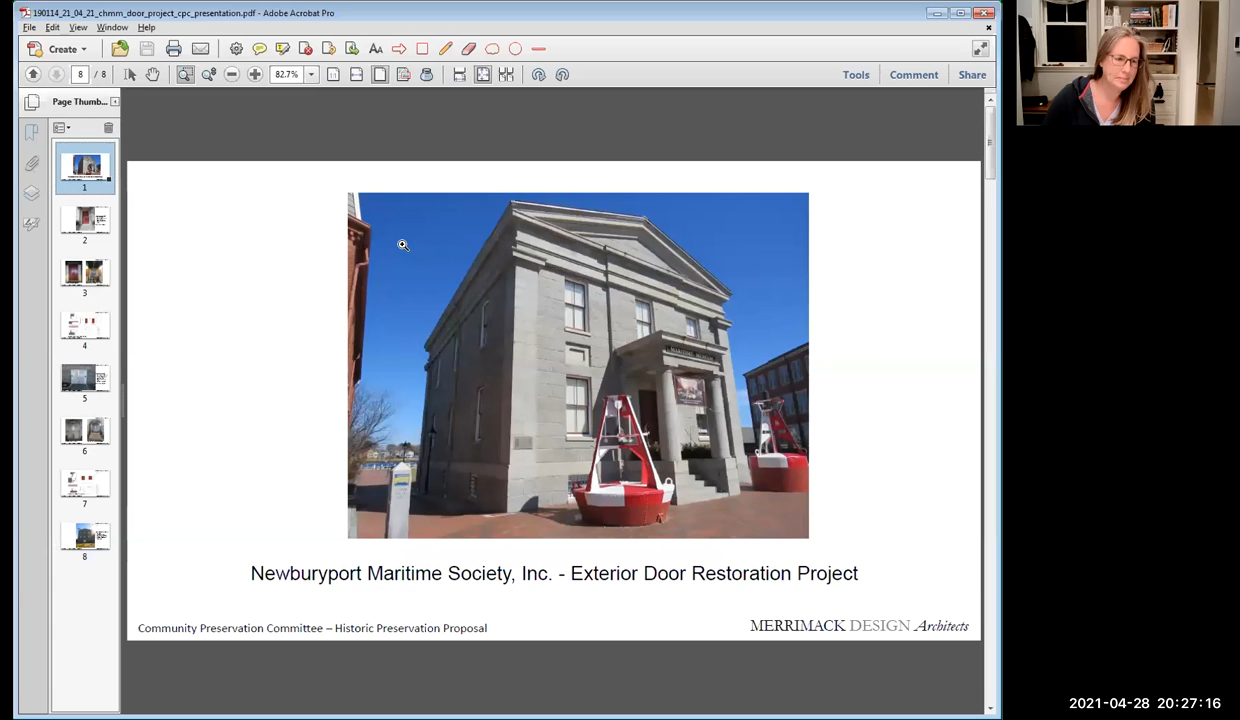 190114_21_04_21_chmm_door_project_cpc_presentation.pdf - Adobe Acrobat Pro
File Edit View Window Help
Create
8 / 8
82.7%
Tools Comment Share
Page Thumb...
1
2
3
4
5
6
7
8
Newburyport Maritime Society, Inc. - Exterior Door Restoration Project
Community Preservation Committee – Historic Preservation Proposal
MERRIMACK DESIGN Architects
2021-04-28 20:27:16